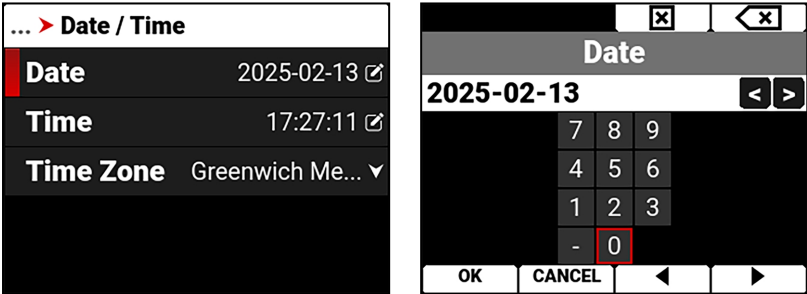 ... > Date / Time
Date 2025-02-13
Time 17:27:11
Time Zone Greenwich Me...
Date
2025-02-13 < >
7 8 9
4 5 6
1 2 3
- 0
OK CANCEL